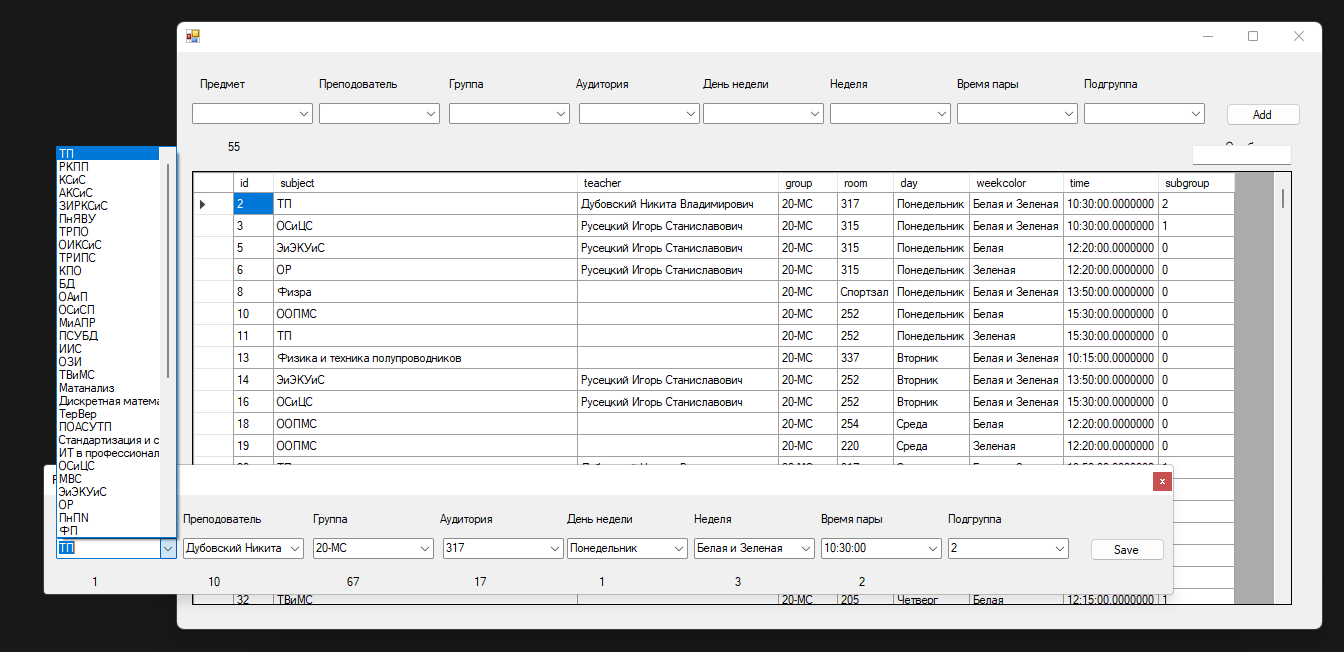 Предмет Преподователь Группа Аудитория День недели Неделя Время пары Подгруппа
Add
55
id subject teacher group room day weekcolor time subgroup
2 ТП Дубовский Никита Владимирович 20-МС 317 Понедельник Белая и Зеленая 10:30:00.0000000 2
3 ОСиЦС Русецкий Игорь Станиславович 20-МС 315 Понедельник Белая и Зеленая 10:30:00.0000000 1
5 ЭиЭКУиС Русецкий Игорь Станиславович 20-МС 315 Понедельник Белая 12:20:00.0000000 0
6 ОР Русецкий Игорь Станиславович 20-МС 315 Понедельник Зеленая 12:20:00.0000000 0
8 Физра 20-МС Спортзал Понедельник Белая и Зеленая 13:50:00.0000000 0
10 ООПМС 20-МС 252 Понедельник Белая 15:30:00.0000000 0
11 ТП 20-МС 252 Понедельник Зеленая 15:30:00.0000000 0
13 Физика и техника полупроводников 20-МС 337 Вторник Белая и Зеленая 10:15:00.0000000 0
14 ЭиЭКУиС Русецкий Игорь Станиславович 20-МС 252 Вторник Белая и Зеленая 13:50:00.0000000 0
16 ОСиЦС Русецкий Игорь Станиславович 20-МС 252 Вторник Белая и Зеленая 15:30:00.0000000 0
18 ООПМС 20-МС 254 Среда Белая 12:20:00.0000000 0
19 ООПМС 20-МС 220 Среда Зеленая 12:20:00.0000000 0
32 ТВиМС 20-МС 205 Четверг Белая 12:15:00.0000000 1
ТП
РКПП
КСиС
АКСиС
ЗИРКСиС
ПнЯВУ
ТРПО
ОИКСиС
ТРИПС
КПО
БД
ОАиП
ОСиСП
МиАПР
ПСУБД
ИИС
ОЗИ
ТВиМС
Матанализ
Дискретная матема
ТерВер
ПОАСУТП
Стандартизация и с
ИТ в профессионал
ОСиЦС
МВС
ЭиЭКУиС
ОР
ПнПN
ФП
x
Преподователь Группа Аудитория День недели Неделя Время пары Подгруппа
ТП Дубовский Никита 20-МС 317 Понедельник Белая и Зеленая 10:30:00 2
Save
1 10 67 17 1 3 2